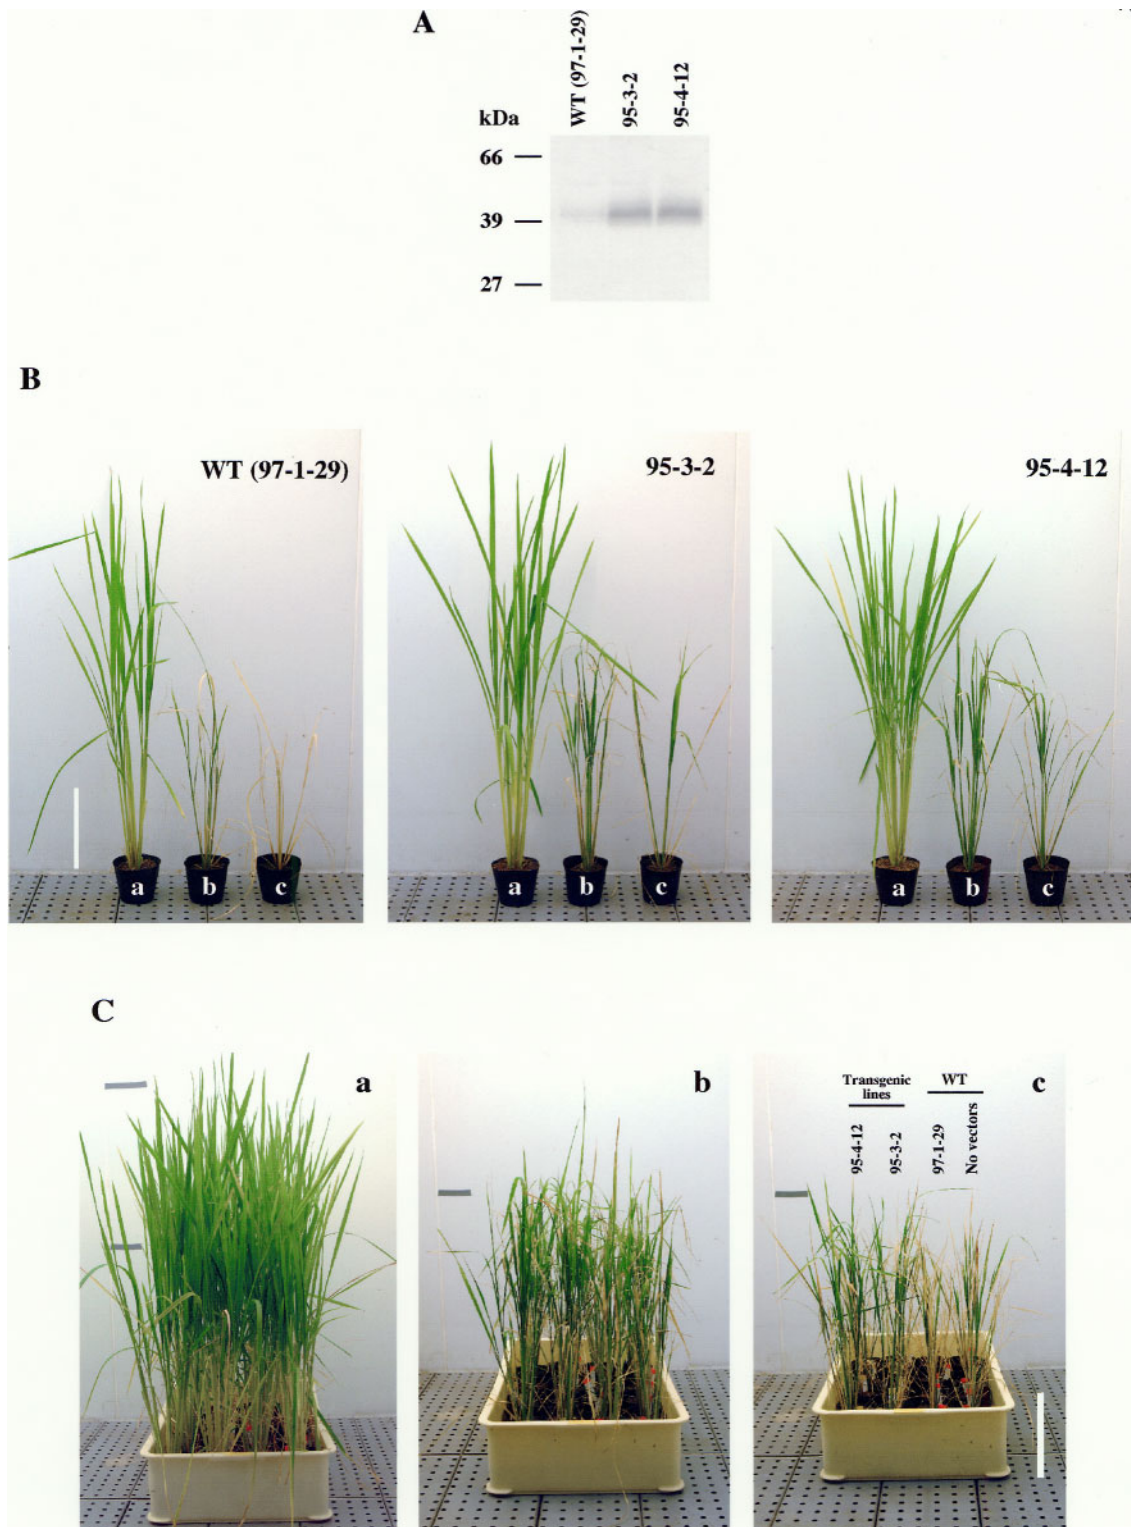 A
WT (97-1-29)
95-3-2
95-4-12
kDa
66
39
27
B
WT (97-1-29)
95-3-2
95-4-12
a
b
c
a
b
c
a
b
c
C
a
b
c
Transgenic
lines
WT
95-4-12
95-3-2
97-1-29
No vectors